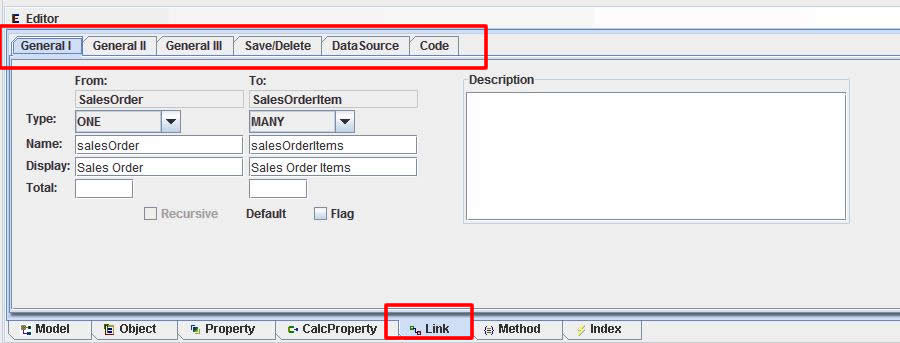 E Editor
General I General II General III Save/Delete DataSource Code
From: To: Description
SalesOrder SalesOrderItem
Type: ONE MANY
Name: salesOrder salesOrderItems
Display: Sales Order Sales Order Items
Total:
Recursive Default Flag
Model Object Property CalcProperty Link Method Index